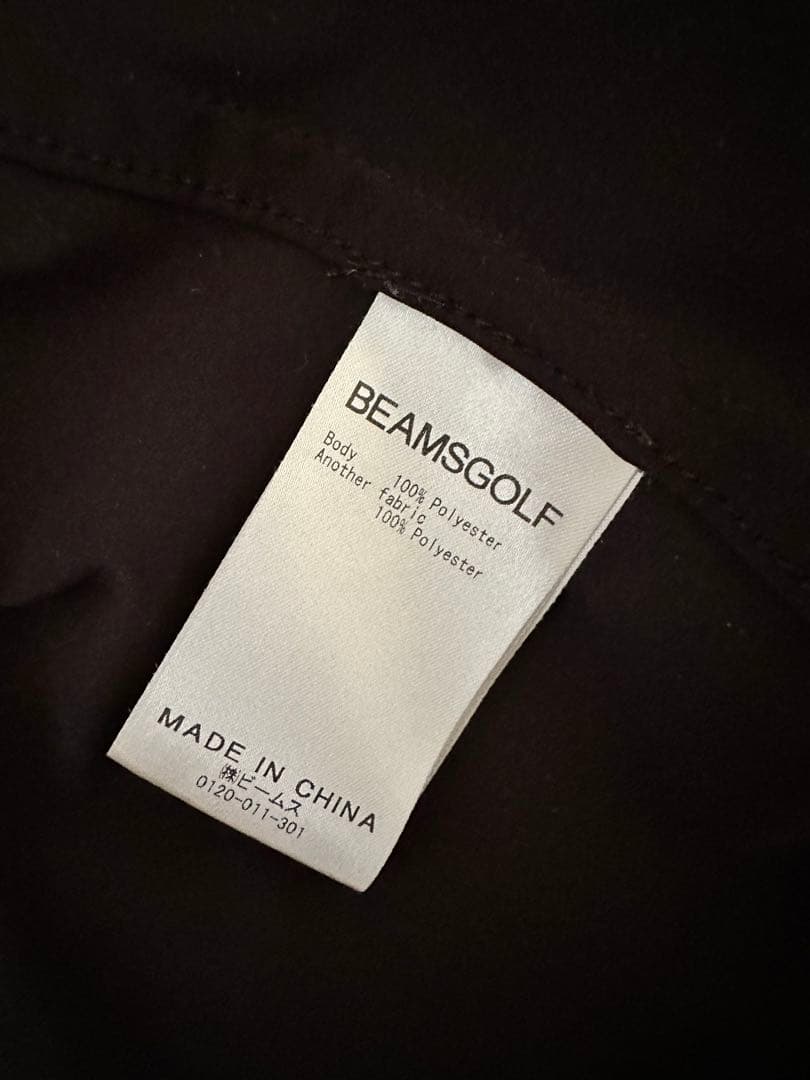 BEAMSGOLF
Body
100% Polyester
Another fabric
100% Polyester
MADE IN CHINA
㈱ビームス
0120-011-301